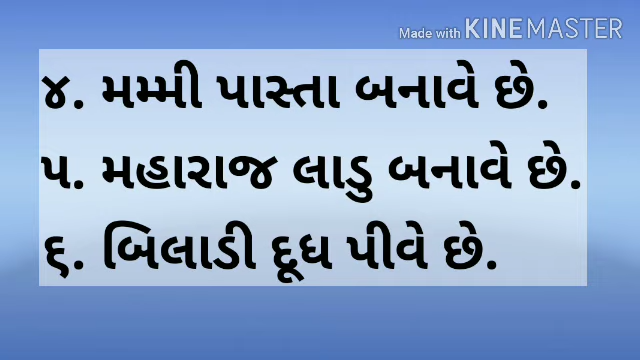 Made with KINEMASTER
૪. મમ્મી પાસ્તા બનાવે છે.
૫. મહારાજ લાડુ બનાવે છે.
૬. બિલાડી દૂધ પીવે છે.